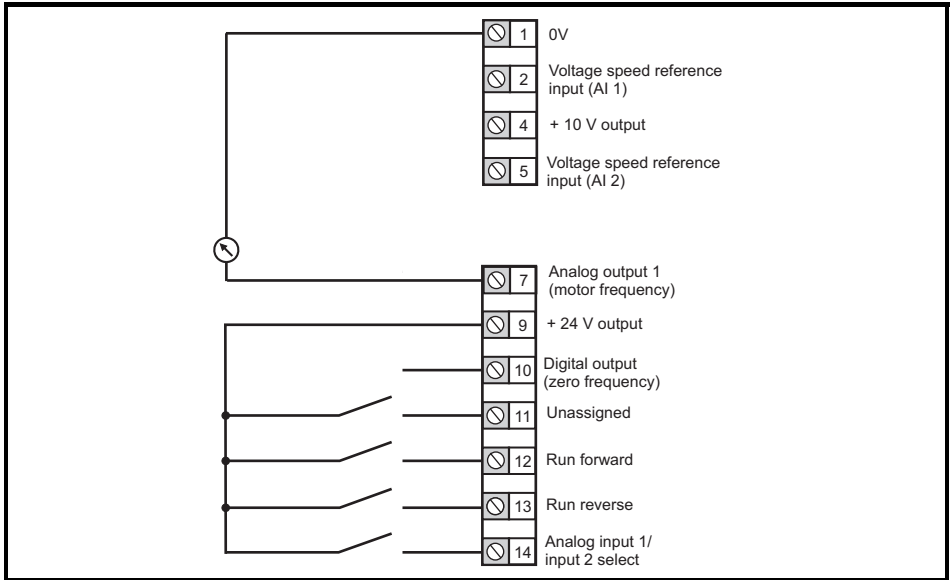 1 0V
2 Voltage speed reference
input (AI 1)
4 + 10 V output
5 Voltage speed reference
input (AI 2)
7 Analog output 1
(motor frequency)
9 + 24 V output
10 Digital output
(zero frequency)
11 Unassigned
12 Run forward
13 Run reverse
14 Analog input 1/
input 2 select